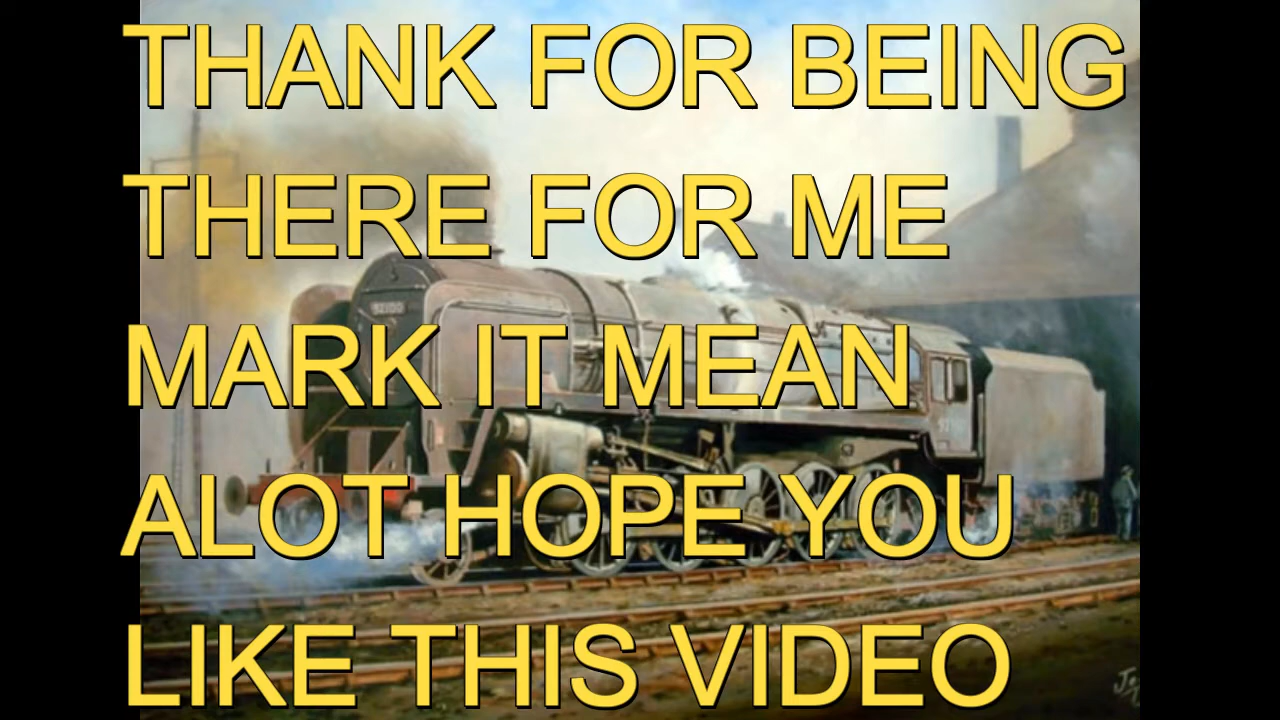 THANK FOR BEING
THERE FOR ME
MARK IT MEAN
ALOT HOPE YOU
LIKE THIS VIDEO